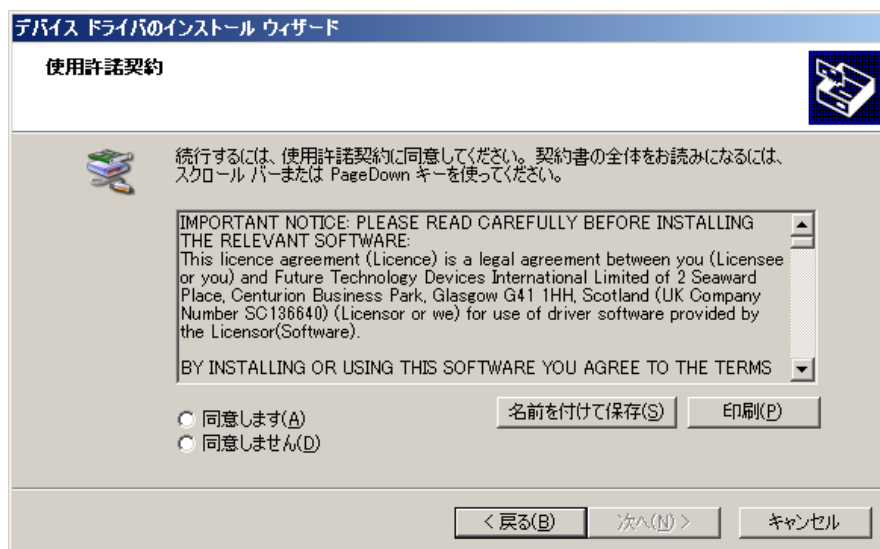 デバイス ドライバのインストール ウィザード
使用許諾契約
続行するには、使用許諾契約に同意してください。契約書の全体をお読みになるには、
スクロール バーまたは PageDown キーを使ってください。
IMPORTANT NOTICE: PLEASE READ CAREFULLY BEFORE INSTALLING
THE RELEVANT SOFTWARE:
This licence agreement (Licence) is a legal agreement between you (Licensee
or you) and Future Technology Devices International Limited of 2 Seaward
Place, Centurion Business Park, Glasgow G41 1HH, Scotland (UK Company
Number SC136640) (Licensor or we) for use of driver software provided by
the Licensor(Software).
BY INSTALLING OR USING THIS SOFTWARE YOU AGREE TO THE TERMS
同意します(A)
同意しません(D)
名前を付けて保存(S)
印刷(P)
< 戻る(B)
次へ(N) >
キャンセル